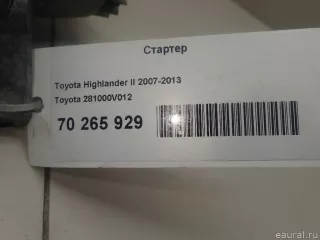 Стартер
Toyota Highlander II 2007-2013
Toyota 281000V012
70 265 929
eaural.ru